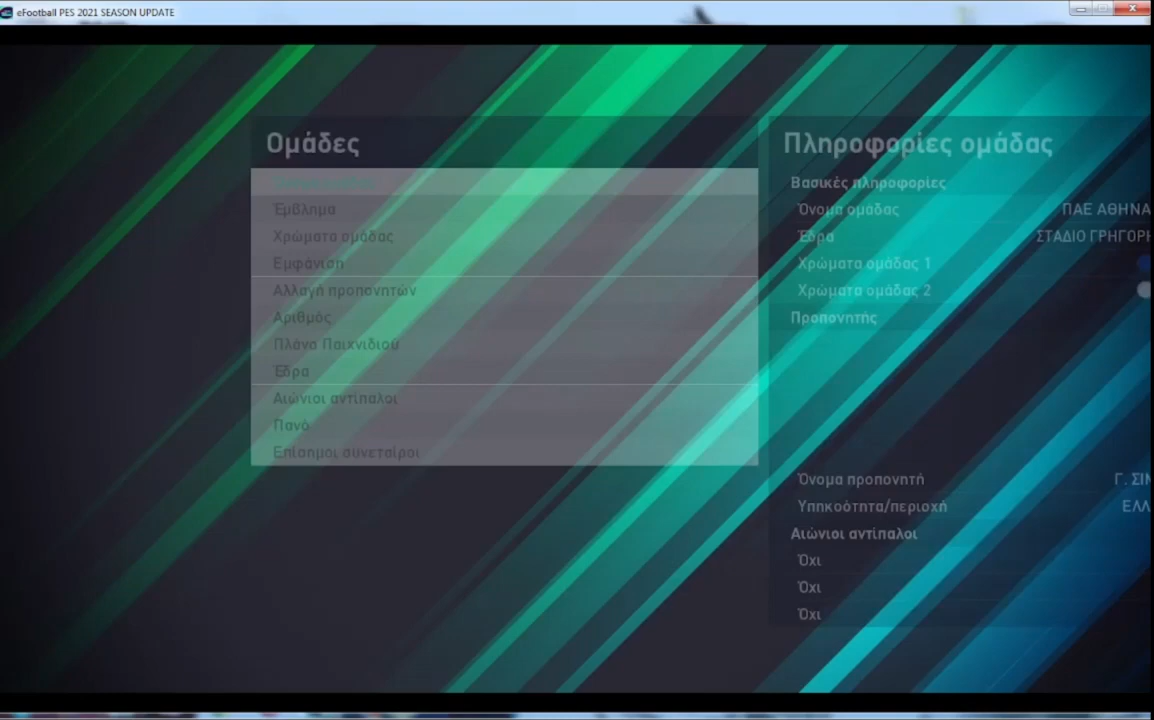 eFootball PES 2021 SEASON UPDATE
Ομάδες
Έμβλημα
Χρώματα ομάδας
Εμφάνιση
Αλλαγή προπονητών
Αριθμός
Πλάνο Παιχνιδιού
Έδρα
Αιώνιοι αντίπαλοι
Πανό
Επίσημοι συνεταίροι
Πληροφορίες ομάδας
Βασικές πληροφορίες
Όνομα ομάδας ΠΑΕ ΑΘΗΝΑ
Έδρα ΣΤΑΔΙΟ ΓΡΗΓΟΡΗ
Χρώματα ομάδας 1
Χρώματα ομάδας 2
Προπονητής
Όνομα προπονητή Γ. ΣΙΜ
Υπηκοότητα/περιοχή ΕΛΛ
Αιώνιοι αντίπαλοι
Όχι
Όχι
Όχι